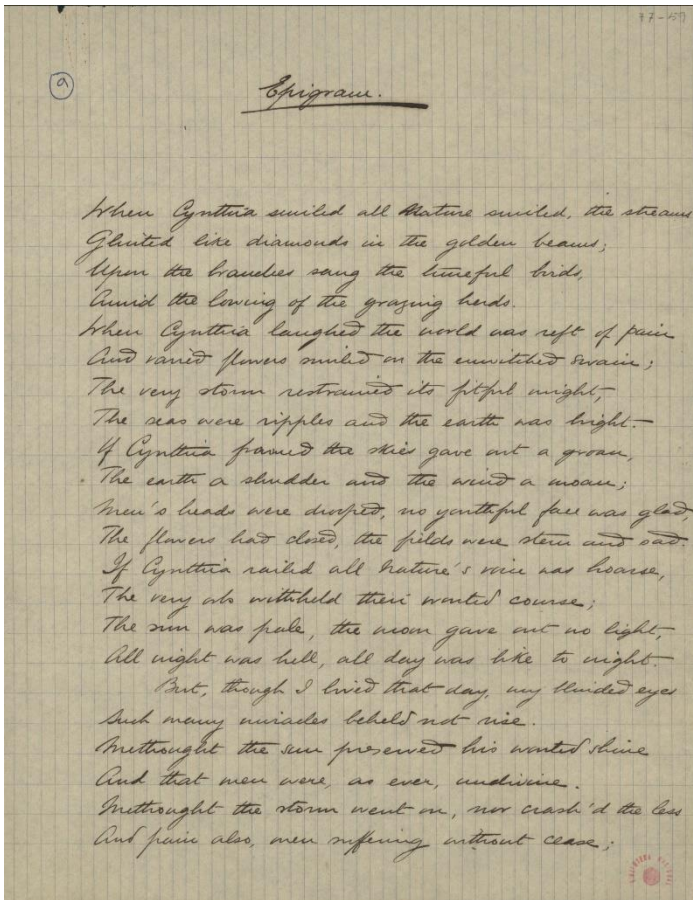 37-57
9
Epigram.
When Cynthia smiled all Nature smiled, the streams
Glinted like diamonds in the golden beams;
Upon the branches sang the tuneful birds,
Amid the lowing of the grazing herds.
When Cynthia laughed the world was reft of pain
And varied flowers smiled on the unwitched swain;
The very storm restrained its fitful might,
The seas were ripples and the earth was bright.
If Cynthia frowned the skies gave out a groan,
The earth a shudder and the wind a moan;
Men's heads were drooped, no youthful face was glad,
The flowers had closed, the fields were stern and sad.
If Cynthia railed all nature's voice was hoarse,
The very orbs withheld their wonted course;
The sun was pale, the moon gave out no light,
All night was hell, all day was like to night.
But, though I lived that day, my blinded eyes
Such many miracles beheld not rise.
Methought the sun preserved his wonted shine
And that men were, as ever, undivine.
Methought the storm went on, nor crash'd the less
And pain also, men suffering without cease;